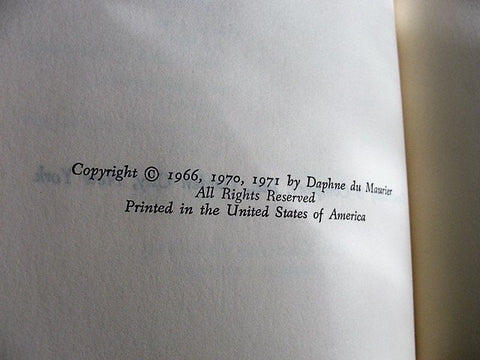 Copyright © 1966, 1970, 1971 by Daphne du Maurier
All Rights Reserved
Printed in the United States of America